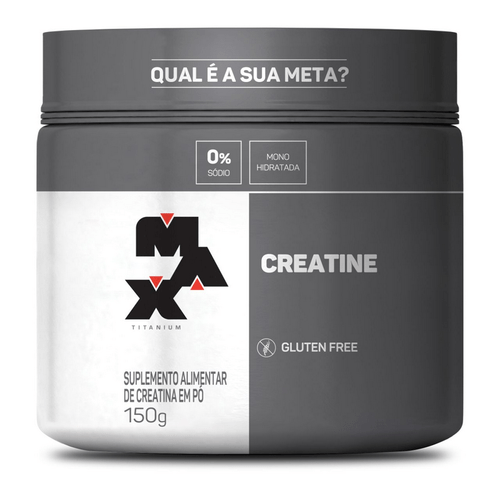 QUAL É A SUA META?
0%
SÓDIO
MONO
HIDRATADA
MAX
TITANIUM
CREATINE
GLUTEN FREE
SUPLEMENTO ALIMENTAR
DE CREATINA EM PÓ
150g